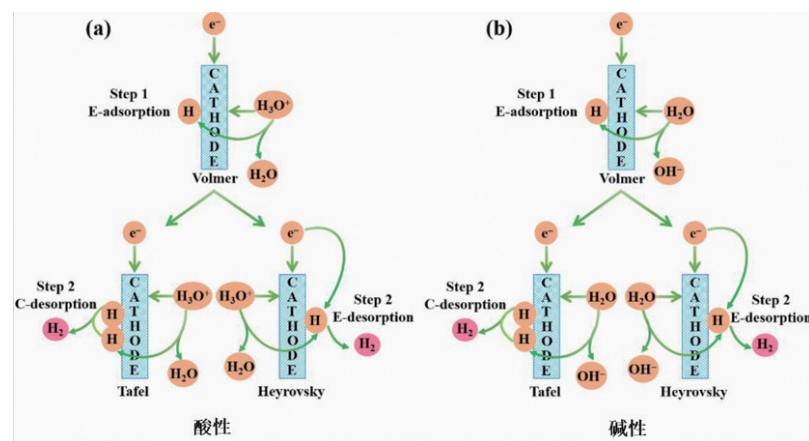 (a)
e⁻
Step 1
E-adsorption
H
CATHODE
H₃O⁺
H₂O
Volmer
e⁻
e⁻
Step 2
C-desorption
H
H
H₂
CATHODE
H₃O⁺
H₂O
Tafel
H₃O⁺
H₂O
CATHODE
H
Step 2
E-desorption
H₂
Heyrovsky
酸性
(b)
e⁻
Step 1
E-adsorption
H
CATHODE
H₂O
OH⁻
Volmer
e⁻
e⁻
Step 2
C-desorption
H
H
H₂
CATHODE
H₂O
OH⁻
Tafel
H₂O
OH⁻
CATHODE
H
Step 2
E-desorption
H₂
Heyrovsky
碱性